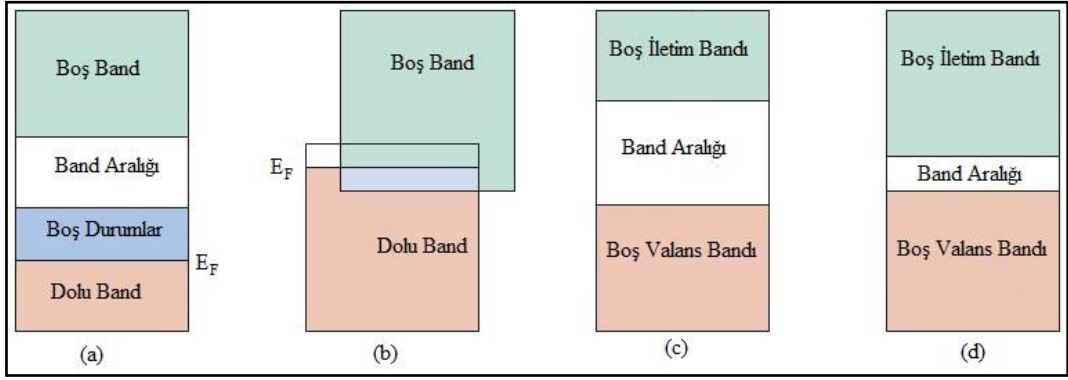 Boş Band
Band Aralığı
Boş Durumlar
E_F
Dolu Band
(a)
Boş Band
E_F
Dolu Band
(b)
Boş İletim Bandı
Band Aralığı
Boş Valans Bandı
(c)
Boş İletim Bandı
Band Aralığı
Boş Valans Bandı
(d)